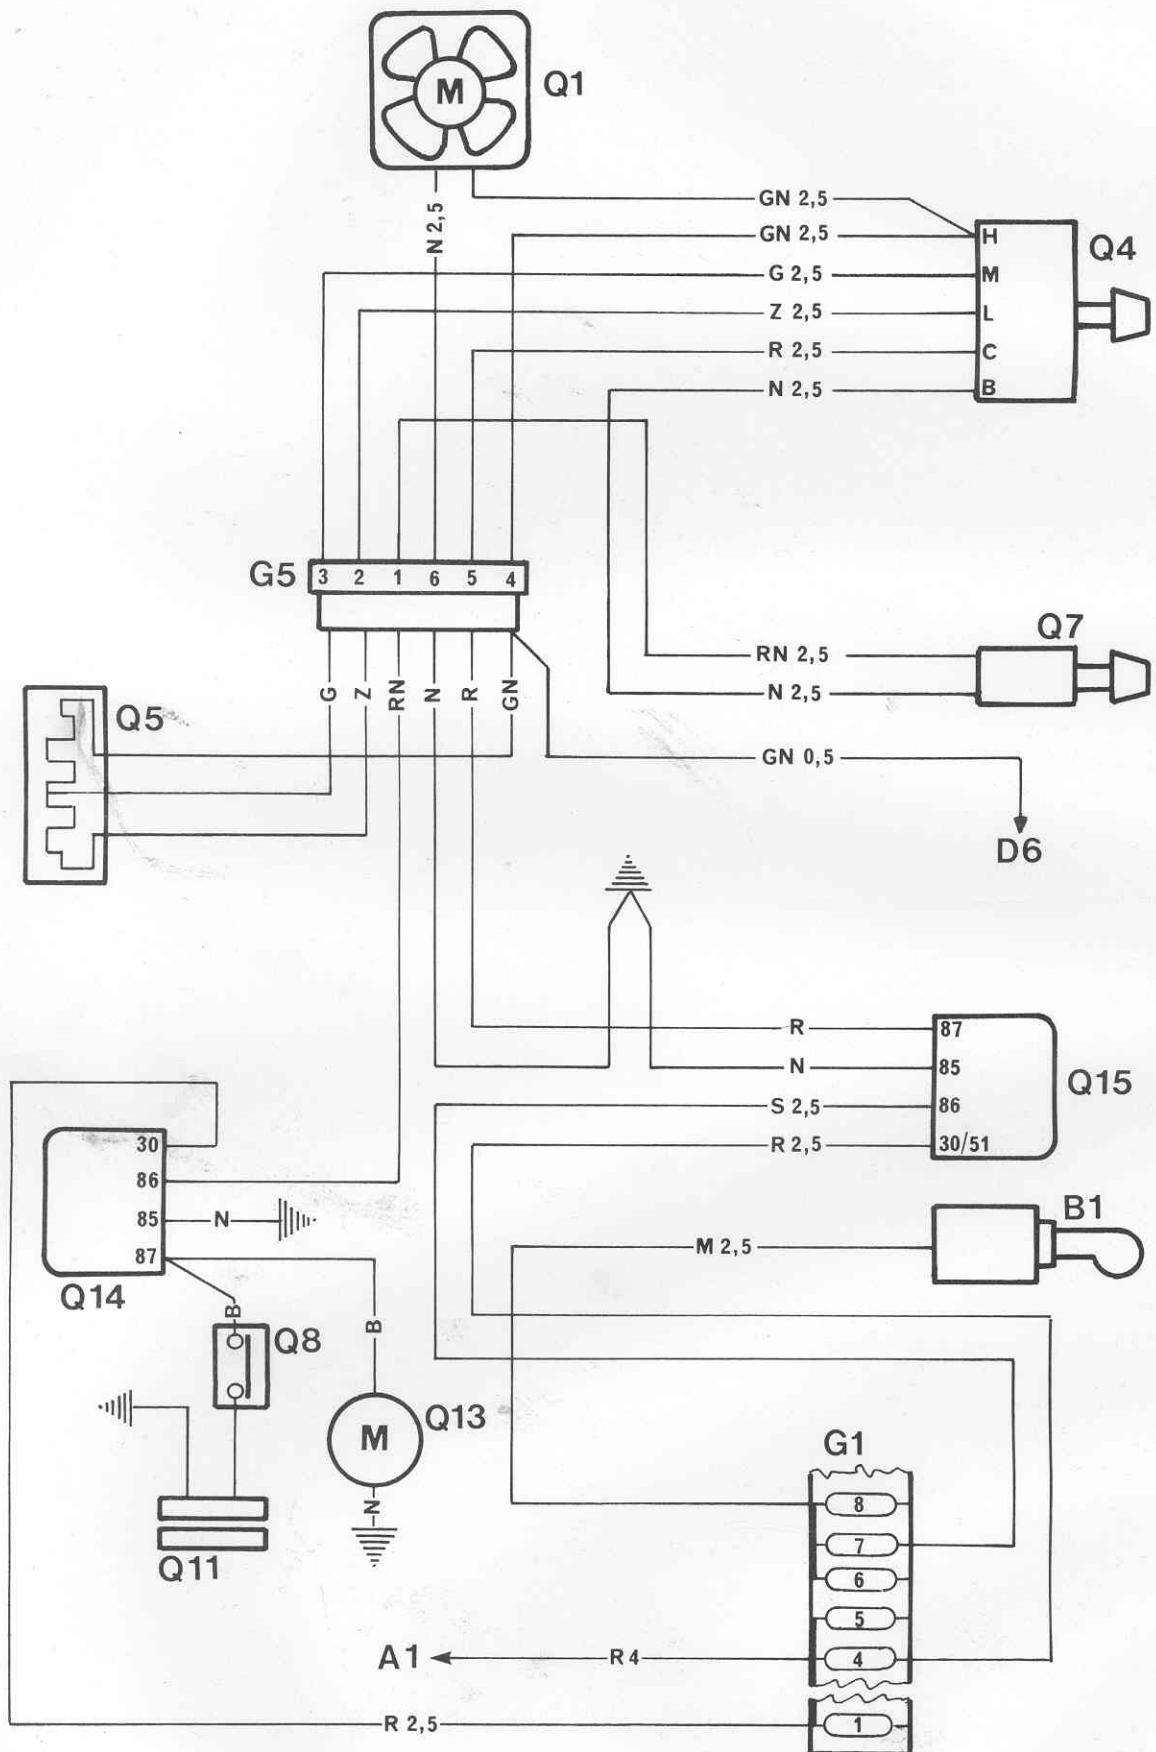 M
Q1
GN 2,5
N 2,5
GN 2,5
H
Q4
G 2,5
M
Z 2,5
L
R 2,5
C
N 2,5
B
G5
3 2 1 6 5 4
Q7
RN 2,5
N 2,5
G
Z
RN
N
R
GN
Q5
GN 0,5
D6
R
87
N
85
Q15
S 2,5
86
R 2,5
30/51
30
86
85
N
87
Q14
B1
M 2,5
B
Q8
B
M
Q13
N
Q11
G1
8
7
6
5
A1
R4
4
R 2,5
1